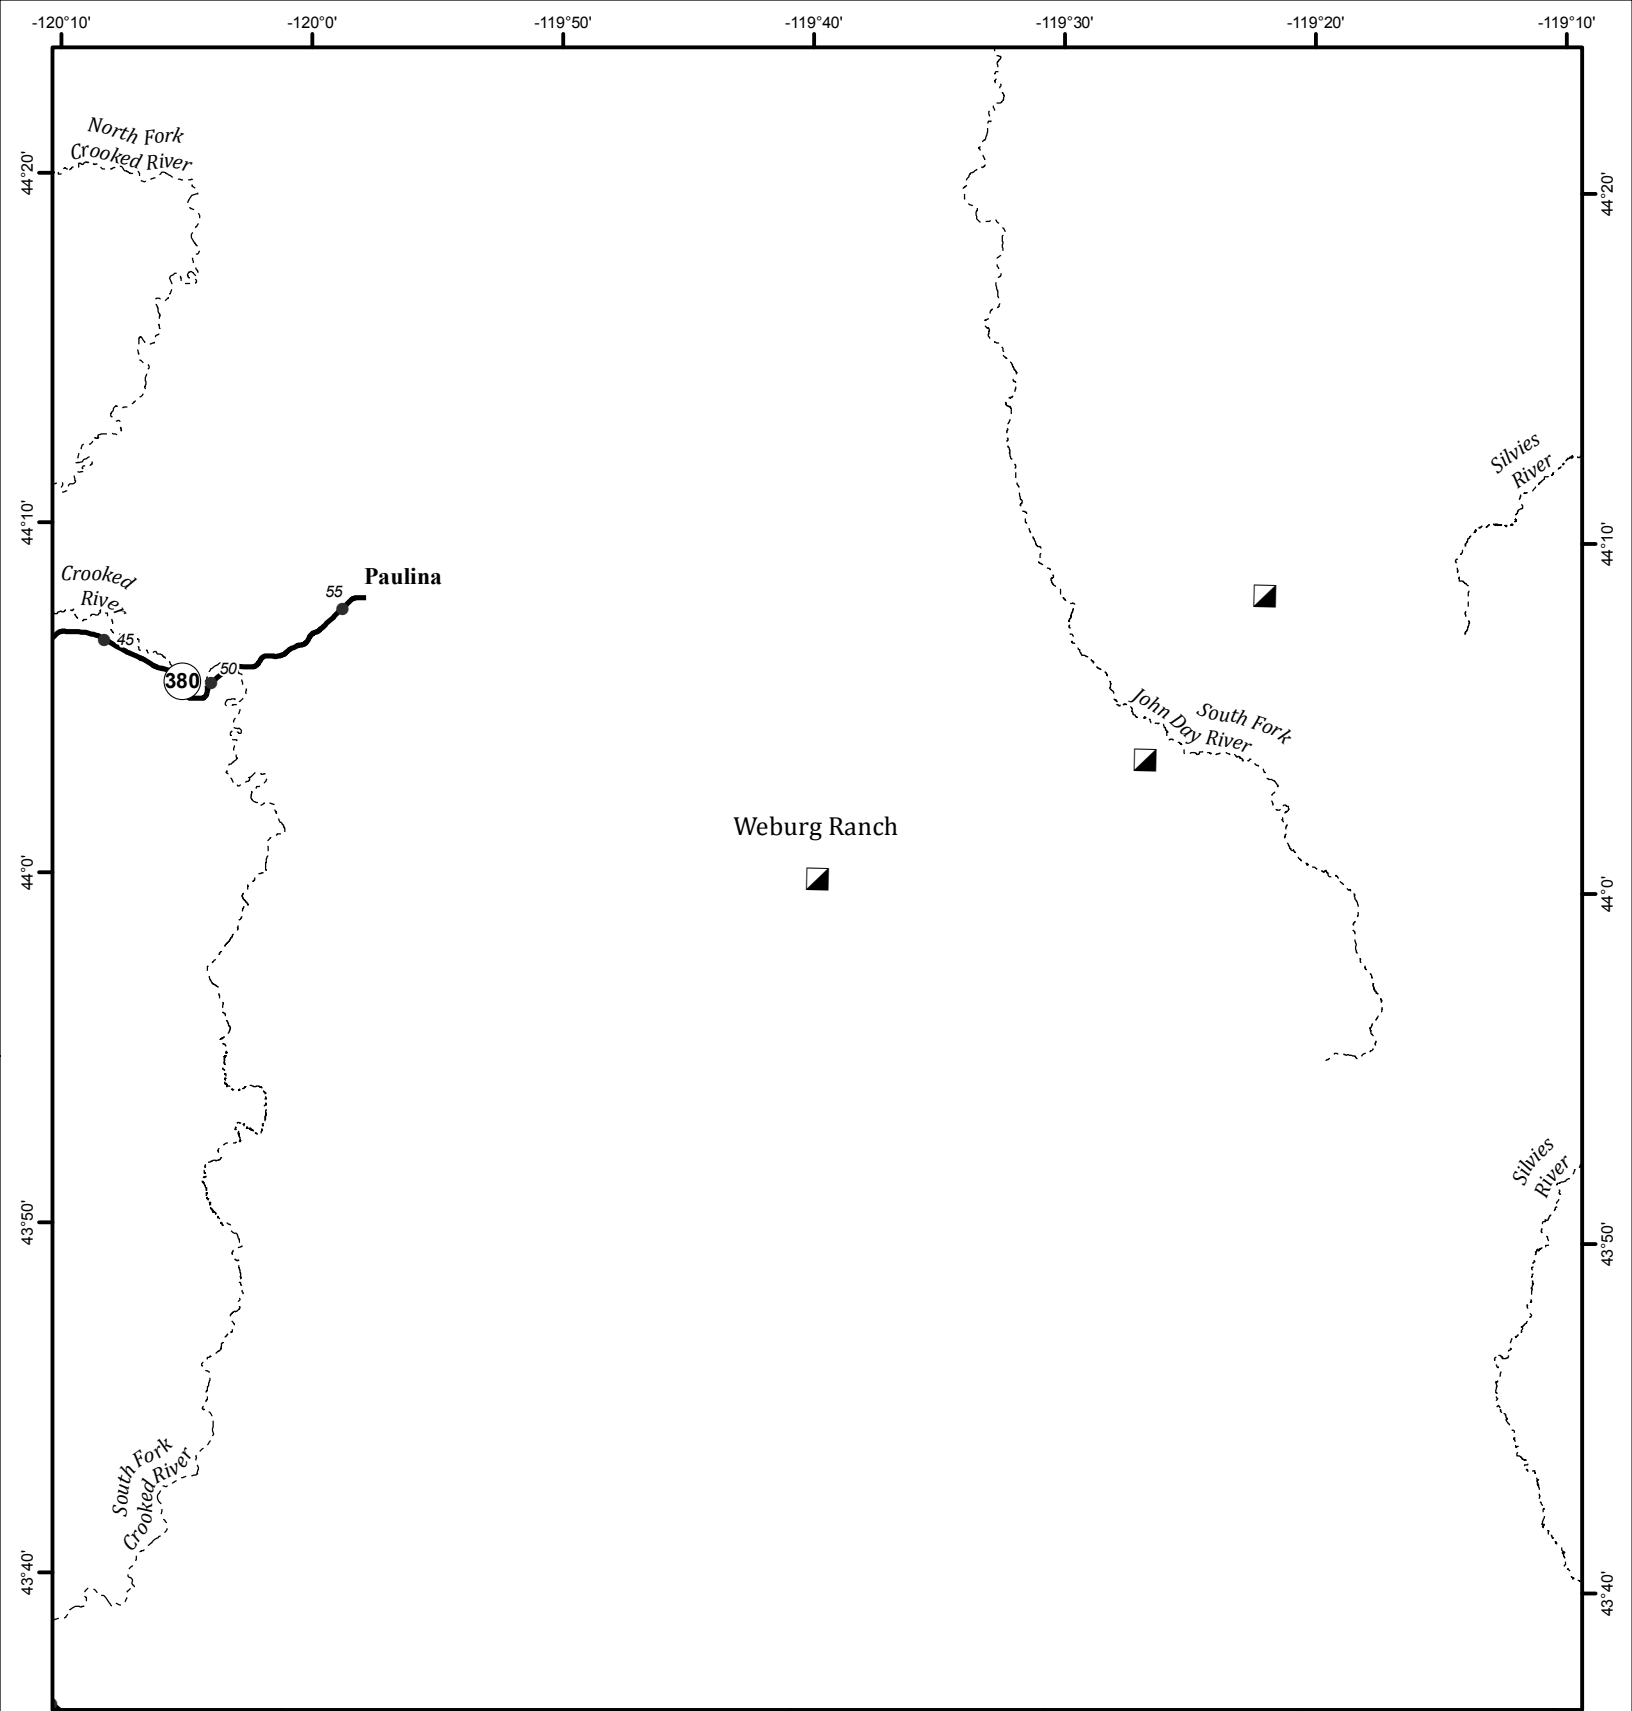 -120°10'
-120°0'
-119°50'
-119°40'
-119°30'
-119°20'
-119°10'
North Fork
Crooked River
44°20'
44°20'
Silvies
River
44°10'
44°10'
Crooked
River
Paulina
55
45
50
380
South Fork
John Day River
Weburg Ranch
44°0'
44°0'
Silvies
River
43°50'
43°50'
South Fork
Crooked River
43°40'
43°40'